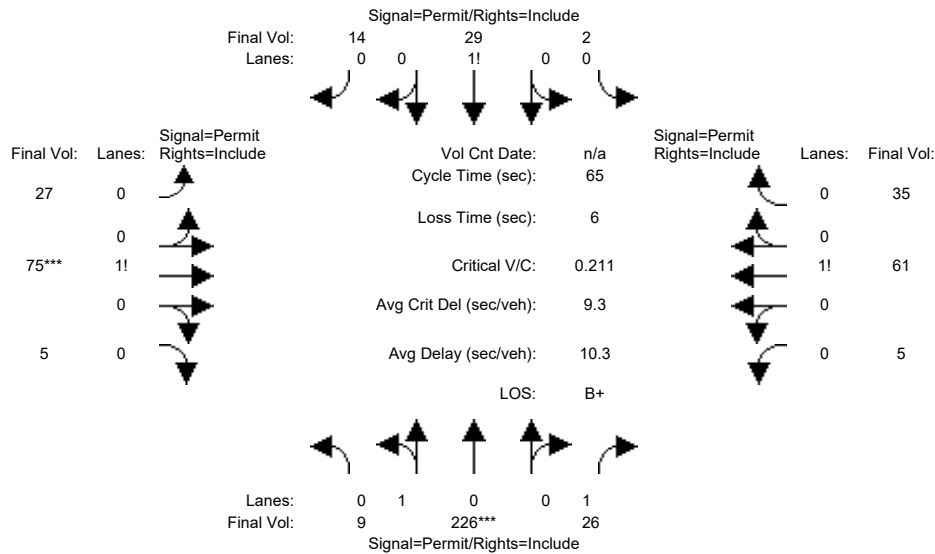 Signal=Permit/Rights=Include
Final Vol: 14 29 2
Lanes: 0 0 1! 0 0
Signal=Permit
Final Vol: Lanes: Rights=Include
Vol Cnt Date: n/a
Signal=Permit
Rights=Include Lanes: Final Vol:
Cycle Time (sec): 65
27 0
0 35
Loss Time (sec): 6
0
0
75*** 1!
Critical V/C: 0.211
1! 61
0
Avg Crit Del (sec/veh): 9.3
0
5 0
Avg Delay (sec/veh): 10.3
0 5
LOS: B+
Lanes: 0 1 0 0 1
Final Vol: 9 226*** 26
Signal=Permit/Rights=Include